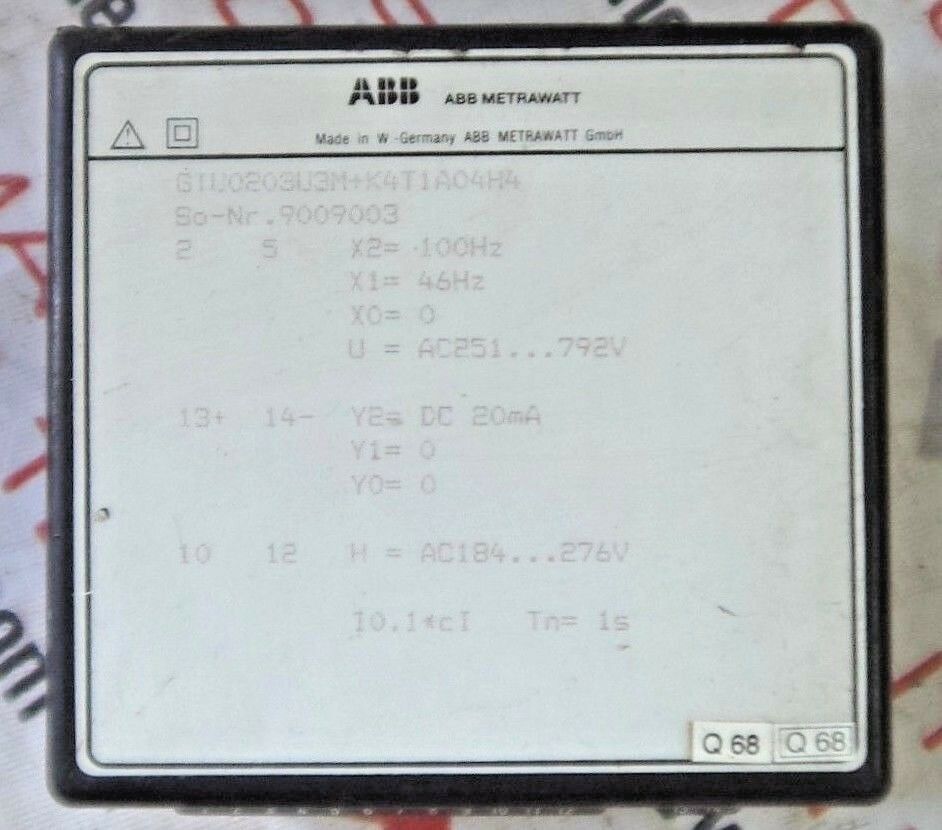 ABB ABB METRAWATT
Made in W-Germany ABB METRAWATT GmbH
So-Nr.9009003
2 5 X2= 100Hz
X1= 46Hz
X0= 0
U = AC251...792V
13+ 14- Y2= DC 20mA
Y1= 0
Y0= 0
10 12 H = AC184...276V
I0.1*cI Tn= 1s
Q 68 Q 68